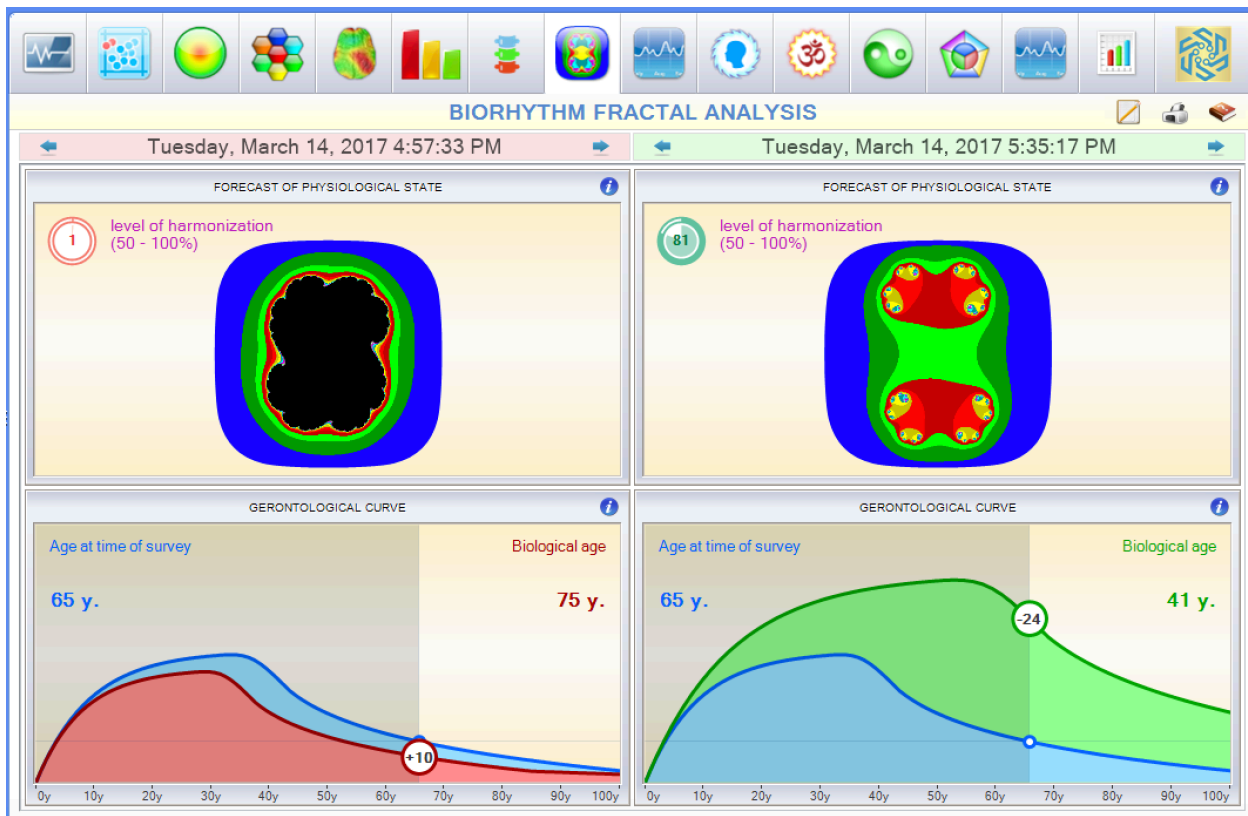 BIORHYTHM FRACTAL ANALYSIS
Tuesday, March 14, 2017 4:57:33 PM
Tuesday, March 14, 2017 5:35:17 PM
FORECAST OF PHYSIOLOGICAL STATE
1
level of harmonization
(50 - 100%)
FORECAST OF PHYSIOLOGICAL STATE
81
level of harmonization
(50 - 100%)
GERONTOLOGICAL CURVE
Age at time of survey
Biological age
65 y.
75 y.
+10
0y 10y 20y 30y 40y 50y 60y 70y 80y 90y 100y
GERONTOLOGICAL CURVE
Age at time of survey
Biological age
65 y.
41 y.
-24
0y 10y 20y 30y 40y 50y 60y 70y 80y 90y 100y